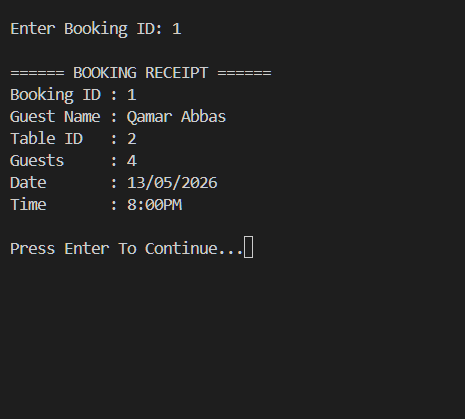 Enter Booking ID: 1
====== BOOKING RECEIPT ======
Booking ID : 1
Guest Name : Qamar Abbas
Table ID   : 2
Guests     : 4
Date       : 13/05/2026
Time       : 8:00PM
Press Enter To Continue...